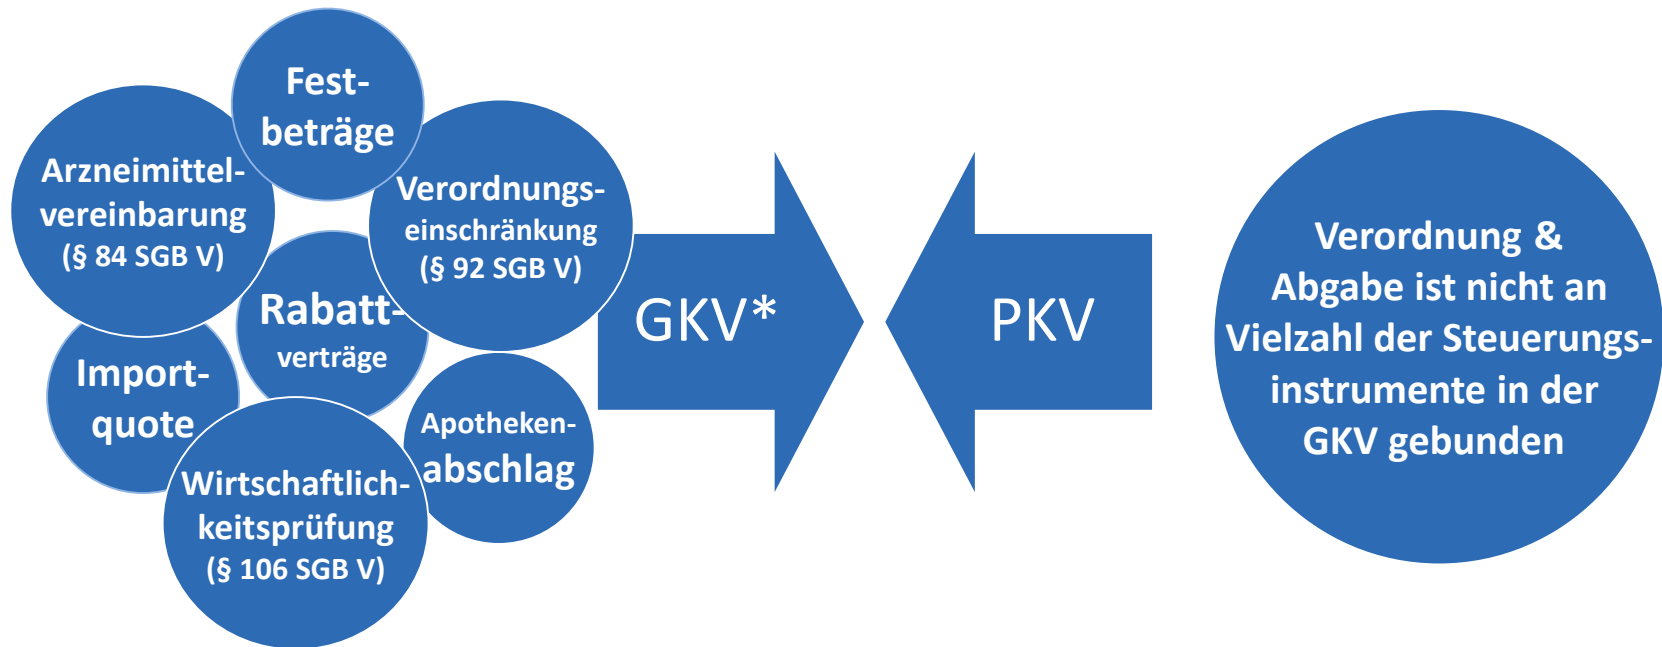 Fest-
beträge
Arzneimittel-
vereinbarung
(§ 84 SGB V)
Verordnungs-
einschränkung
(§ 92 SGB V)
Rabatt-
verträge
Import-
quote
Apotheken-
abschlag
Wirtschaftlich-
keitsprüfung
(§ 106 SGB V)
GKV*
PKV
Verordnung &
Abgabe ist nicht an
Vielzahl der Steuerungs-
instrumente in der
GKV gebunden